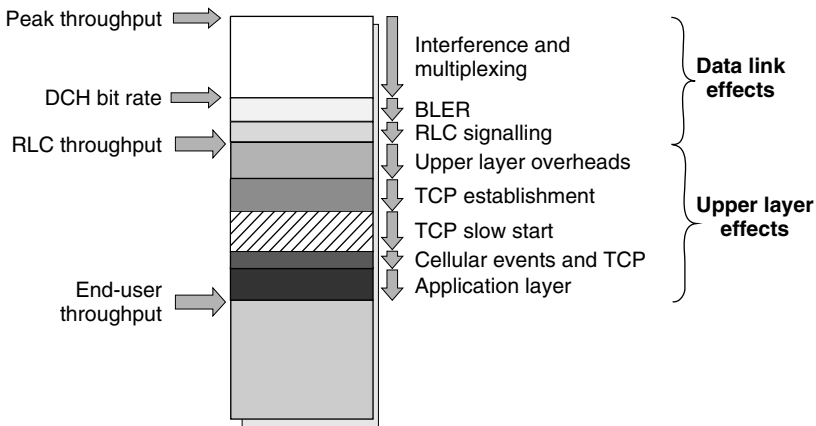 Peak throughput
DCH bit rate
RLC throughput
End-user
throughput
Interference and
multiplexing
BLER
RLC signalling
Upper layer overheads
TCP establishment
TCP slow start
Cellular events and TCP
Application layer
Data link
effects
Upper layer
effects